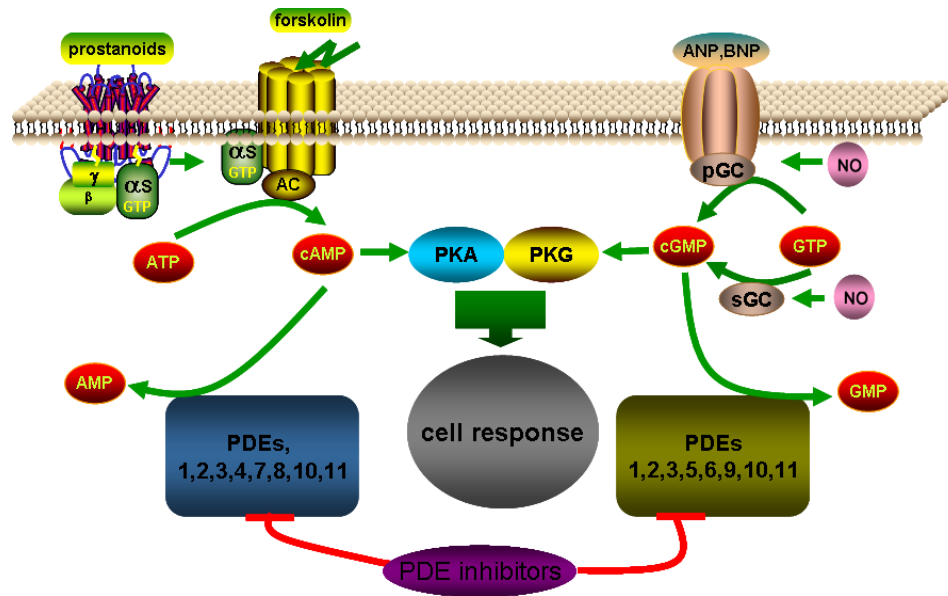 forskolin
prostanoids
ANP,BNP
γ
β
αs
GTP
αs
GTP
AC
pGC
NO
ATP
cAMP
PKA
PKG
cGMP
GTP
sGC
NO
AMP
GMP
cell response
PDEs,
1,2,3,4,7,8,10,11
PDEs
1,2,3,5,6,9,10,11
PDE inhibitors